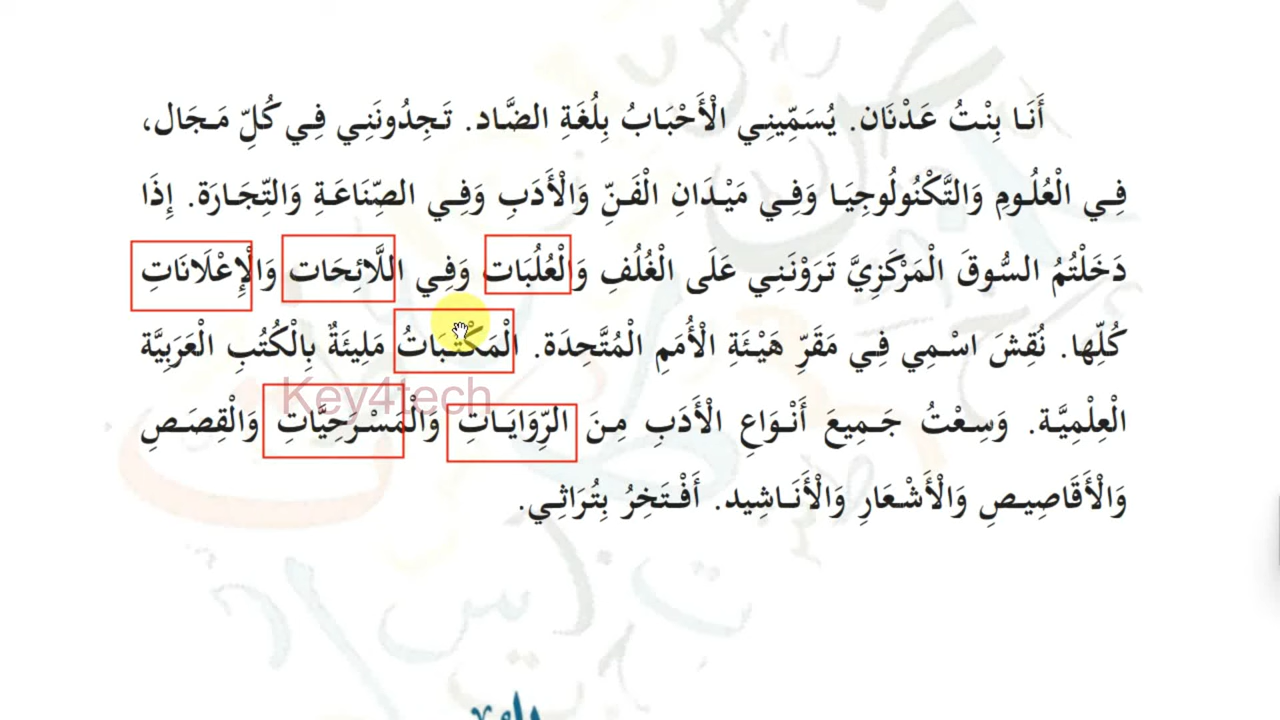 أَنَا بِنْتُ عَدْنَان. يُسَمِّينِي الْأَحْبَابُ بِلُغَةِ الضَّاد. تَجِدُونَنِي فِي كُلِّ مَجَال،
فِي الْعُلُومِ وَالتَّكْنُولُوجِيَا وَفِي مَيْدَانِ الْفَنِّ وَالْأَدَبِ وَفِي الصِّنَاعَةِ وَالتِّجَارَة. إِذَا
دَخَلْتُمُ السُّوقَ الْمَرْكَزِيَّ تَرَوْنَنِي عَلَى الْغُلُفِ وَالْعُلُبَات وَفِي اللَّائِحَات وَالْإِعْلَانَاتِ
كُلِّها. نُقِشَ اسْمِي فِي مَقَرِّ هَيْئَةِ الْأُمَمِ الْمُتَّحِدَة. الْمَكْتَبَاتُ مَلِيئَةٌ بِالْكُتُبِ الْعَرَبِيَّة
Key4tech
الْعِلْمِيَّة. وَسِعْتُ جَمِيعَ أَنْوَاعِ الْأَدَبِ مِنَ الرِّوَايَاتِ وَالْمَسْرَحِيَّاتِ وَالْقِصَصِ
وَالْأَقَاصِيصِ وَالْأَشْعَارِ وَالْأَنَاشِيد. أَفْتَخِرُ بِتُرَاثِي.